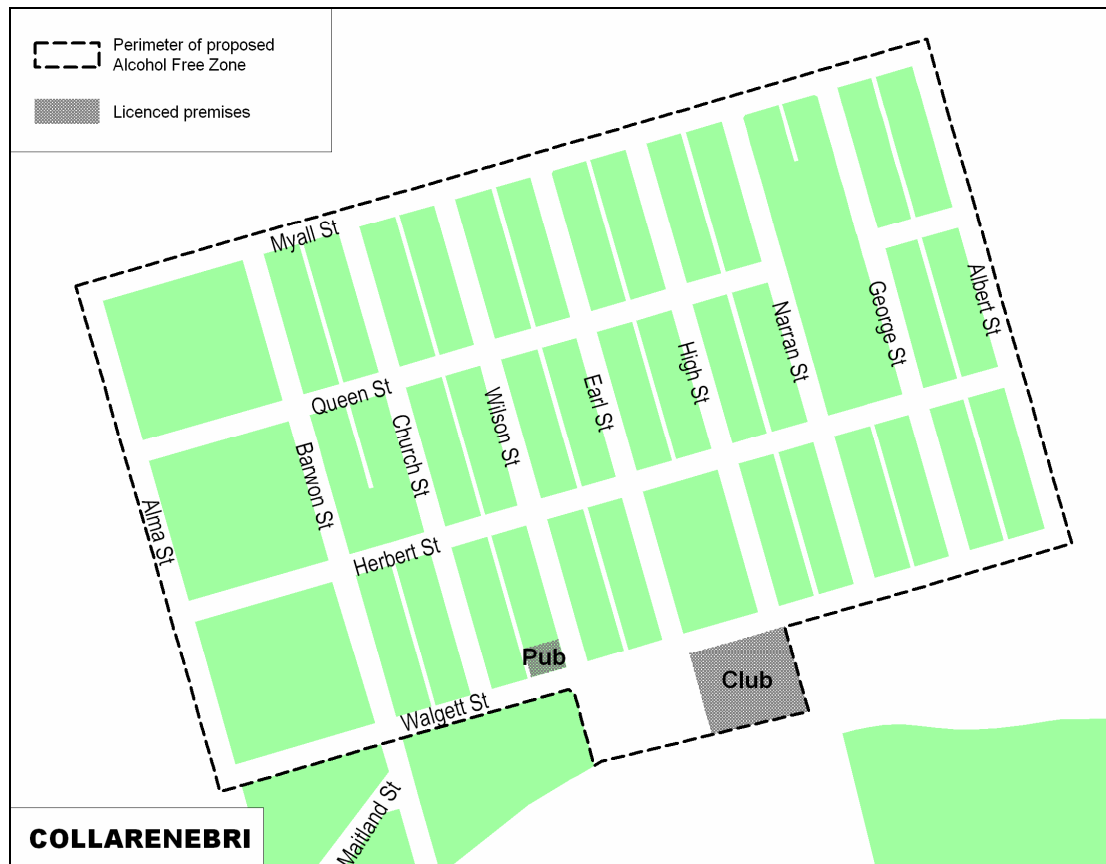 Perimeter of proposed
Alcohol Free Zone
Licenced premises
Myall St
Queen St
Barwon St
Church St
Wilson St
Earl St
High St
Narran St
George St
Albert St
Alma St
Herbert St
Pub
Club
Walgett St
Maitland St
COLLARENEBRI